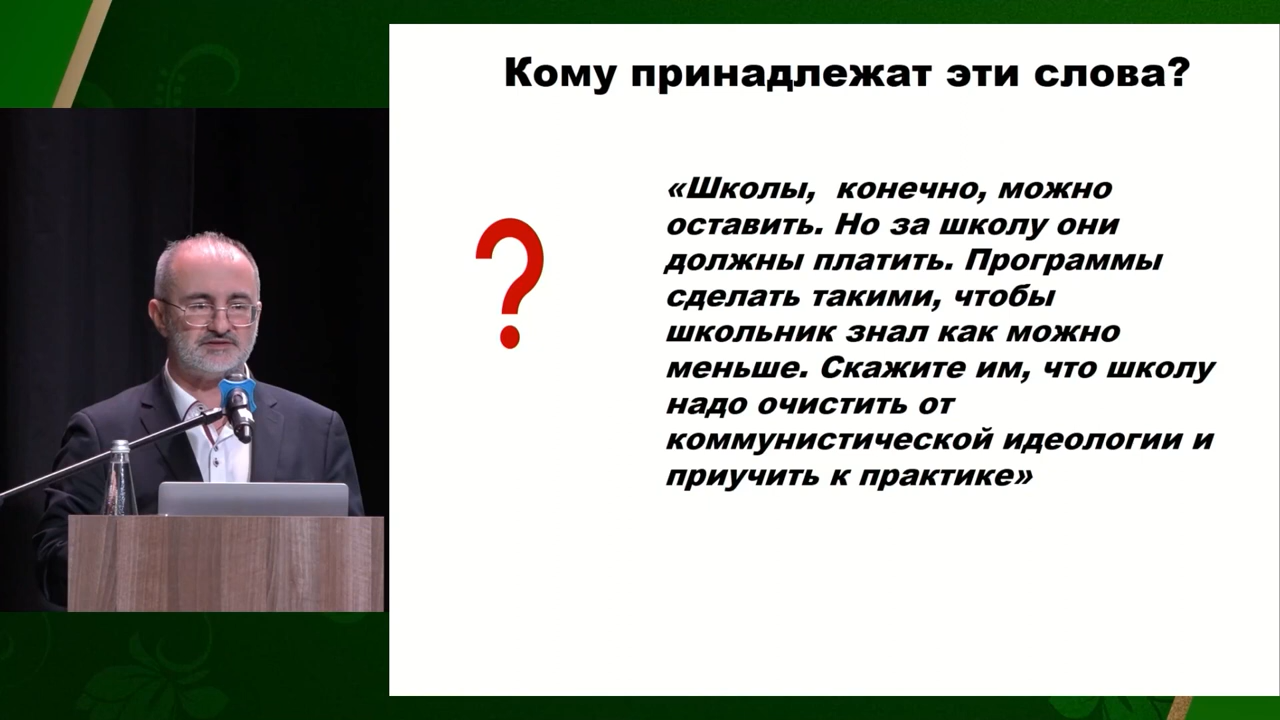 Кому принадлежат эти слова?
«Школы, конечно, можно
оставить. Но за школу они
должны платить. Программы
сделать такими, чтобы
школьник знал как можно
меньше. Скажите им, что школу
надо очистить от
коммунистической идеологии и
приучить к практике»
?